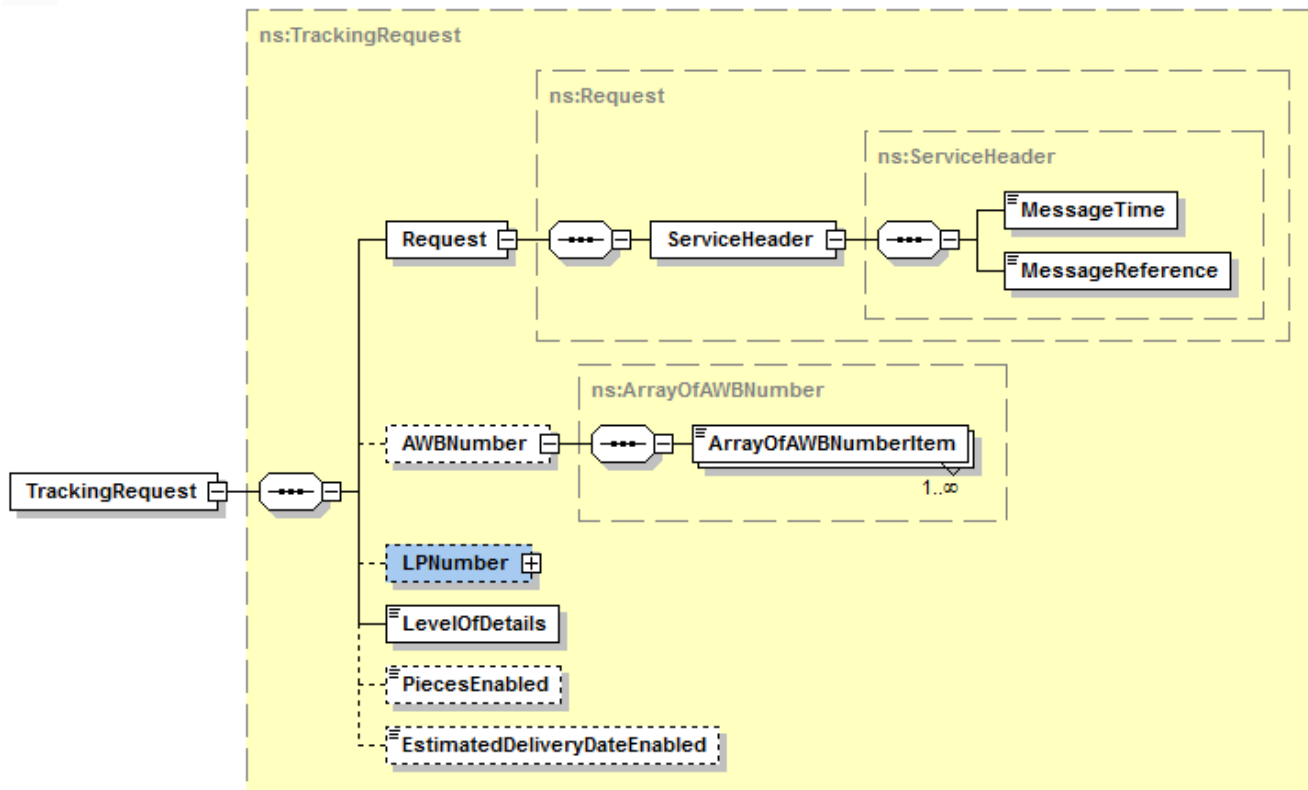 ns:TrackingRequest
ns:Request
ns:ServiceHeader
MessageTime
Request
ServiceHeader
MessageReference
ns:ArrayOfAWBNumber
AWBNumber
ArrayOfAWBNumberItem
1..∞
TrackingRequest
LPNumber
LevelOfDetails
PiecesEnabled
EstimatedDeliveryDateEnabled